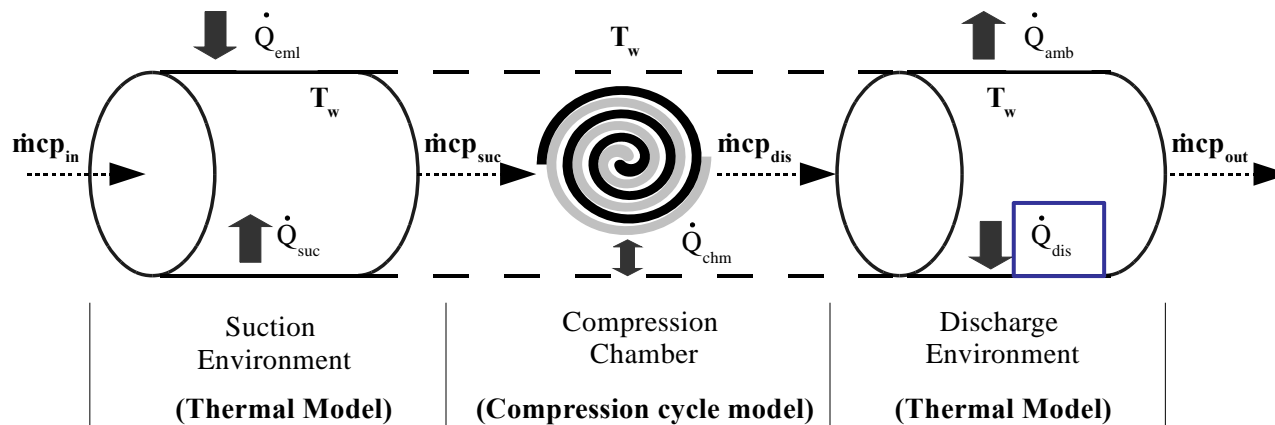 Q̇eml
Tw
Q̇amb
Tw
Tw
ṁcpin
ṁcpsuc
ṁcpdis
ṁcpout
Q̇suc
Q̇chm
Q̇dis
Suction
Environment
(Thermal Model)
Compression
Chamber
(Compression cycle model)
Discharge
Environment
(Thermal Model)